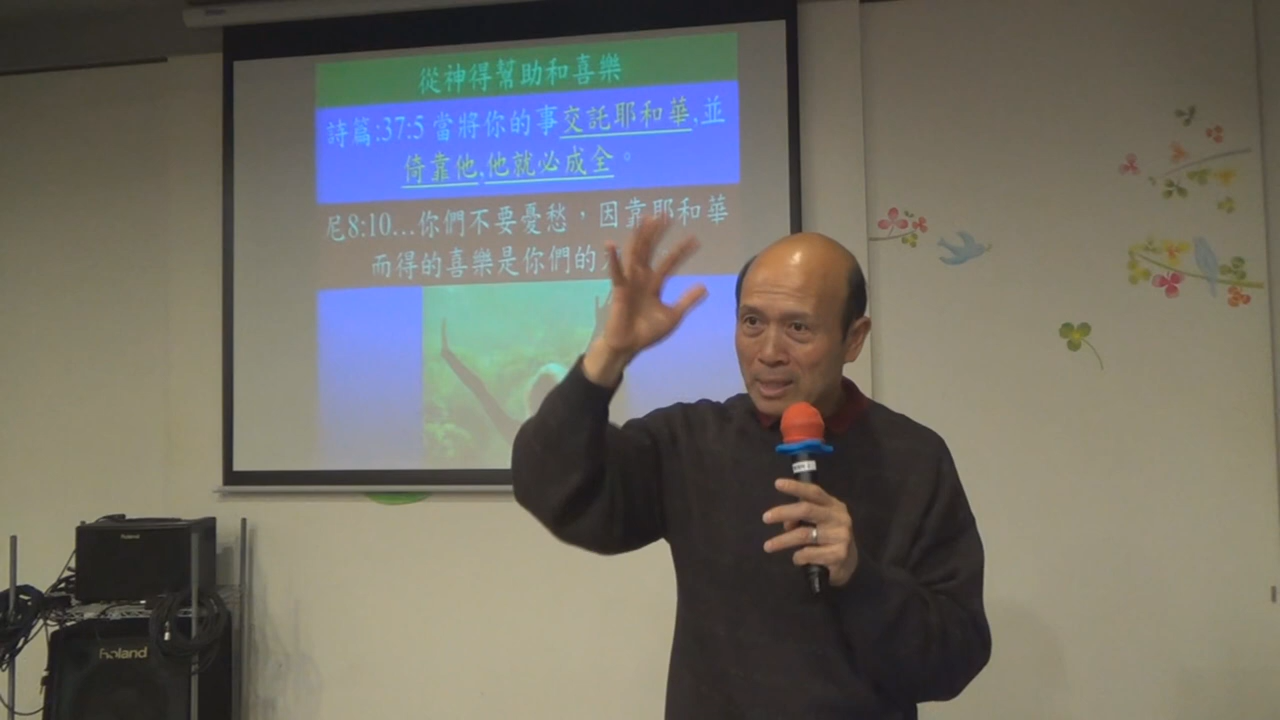 從神得幫助和喜樂
詩篇:37:5 當將你的事交託耶和華,並
倚靠他,他就必成全。
尼8:10…你們不要憂愁，因靠耶和華
而得的喜樂是你們的
Roland
Roland